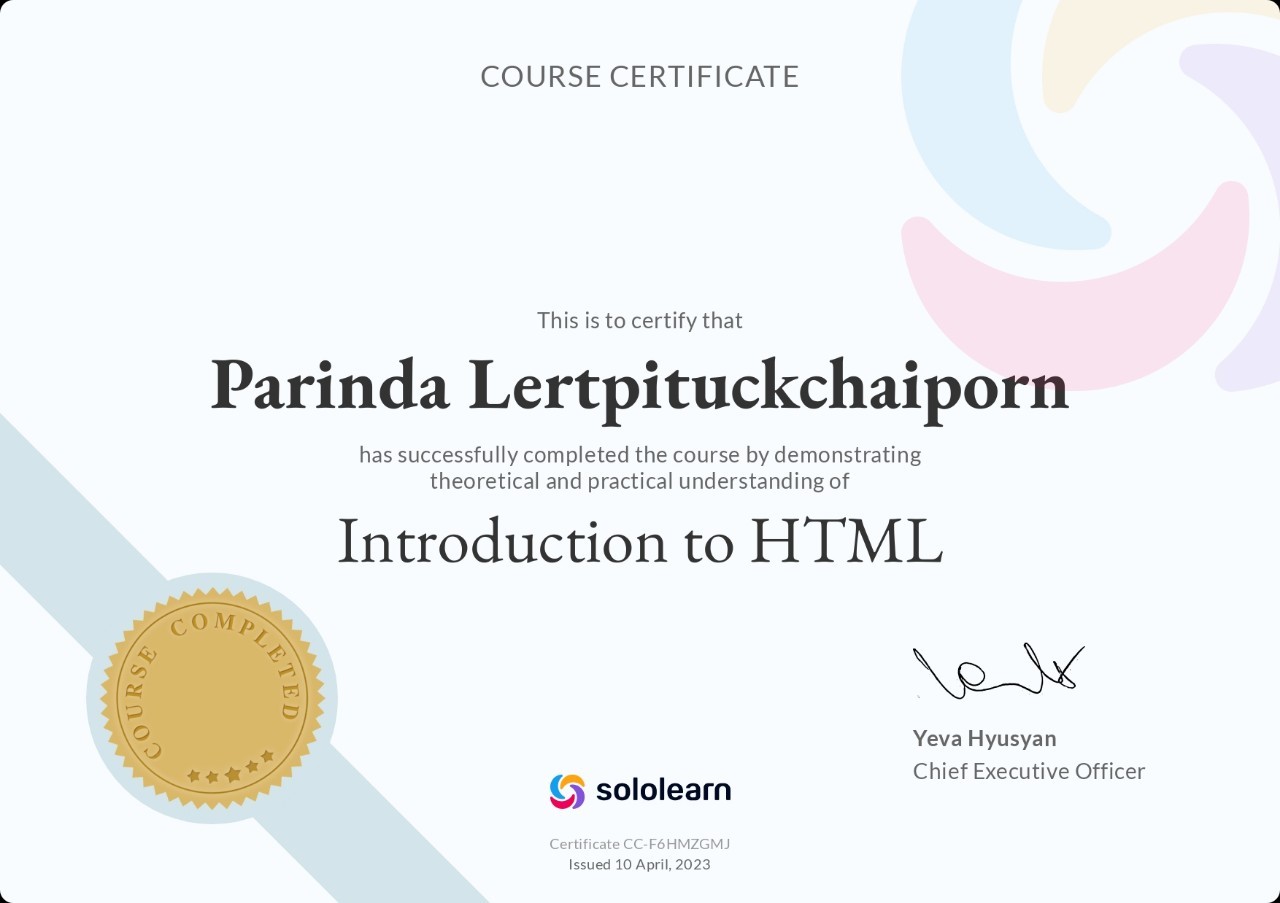 COURSE CERTIFICATE
This is to certify that
Parinda Lertpituckchaiporn
has successfully completed the course by demonstrating
theoretical and practical understanding of
Introduction to HTML
COURSE COMPLETED
Yeva Hyusyan
Chief Executive Officer
sololearn
Certificate CC-F6HMZGMJ
Issued 10 April, 2023